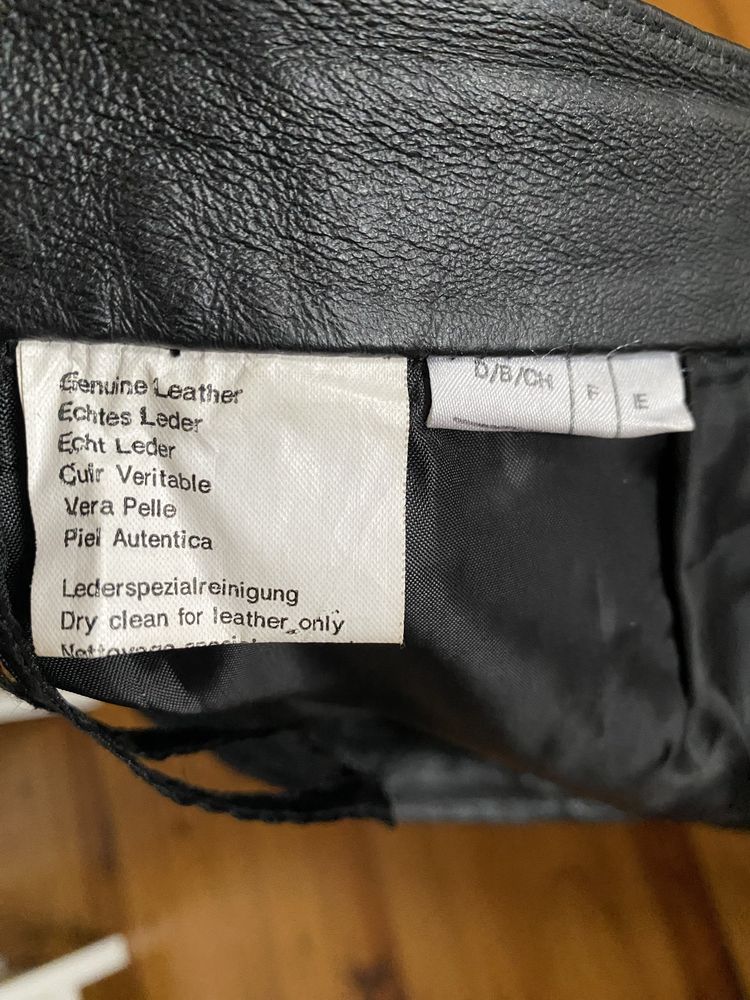 Genuine Leather
Echtes Leder
Echt Leder
Cuir Veritable
Vera Pelle
Piel Autentica
Lederspezialreinigung
Dry clean for leather only
Nettoyage
D/B/CH F E